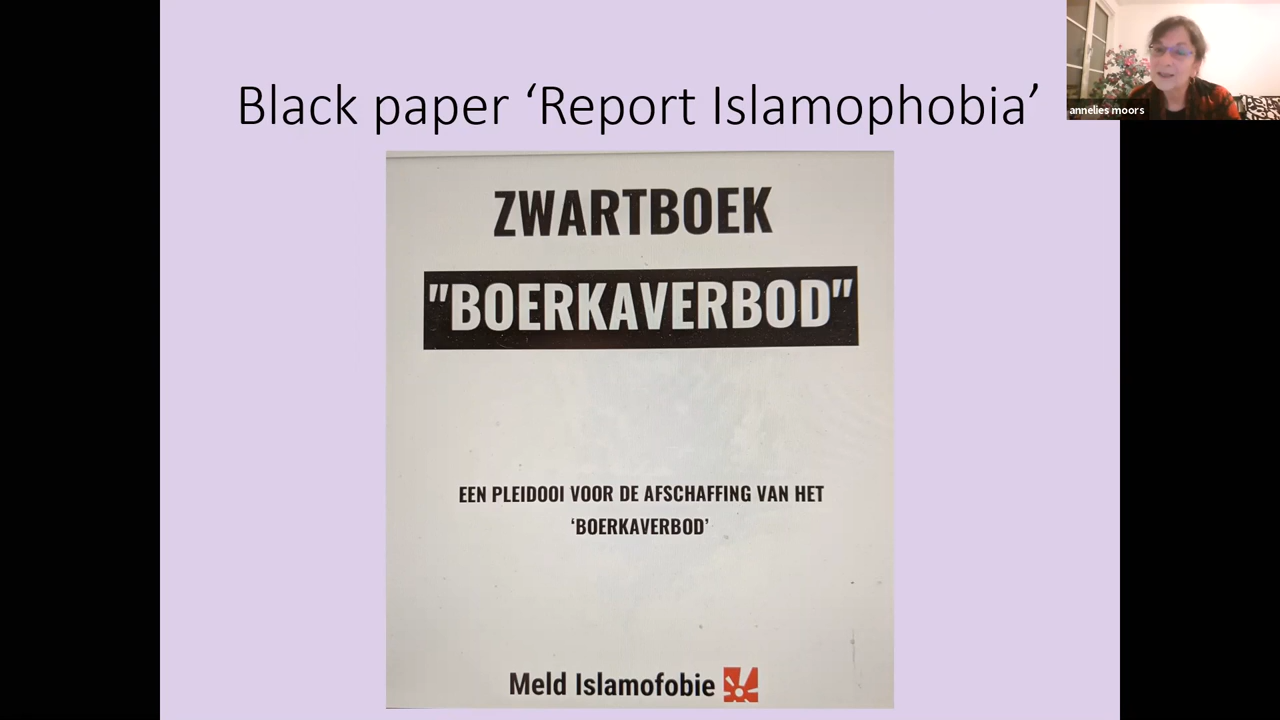 Black paper ‘Report Islamophobia’
annelies moors
ZWARTBOEK
"BOERKAVERBOD"
EEN PLEIDOOI VOOR DE AFSCHAFFING VAN HET
‘BOERKAVERBOD’
Meld Islamofobie